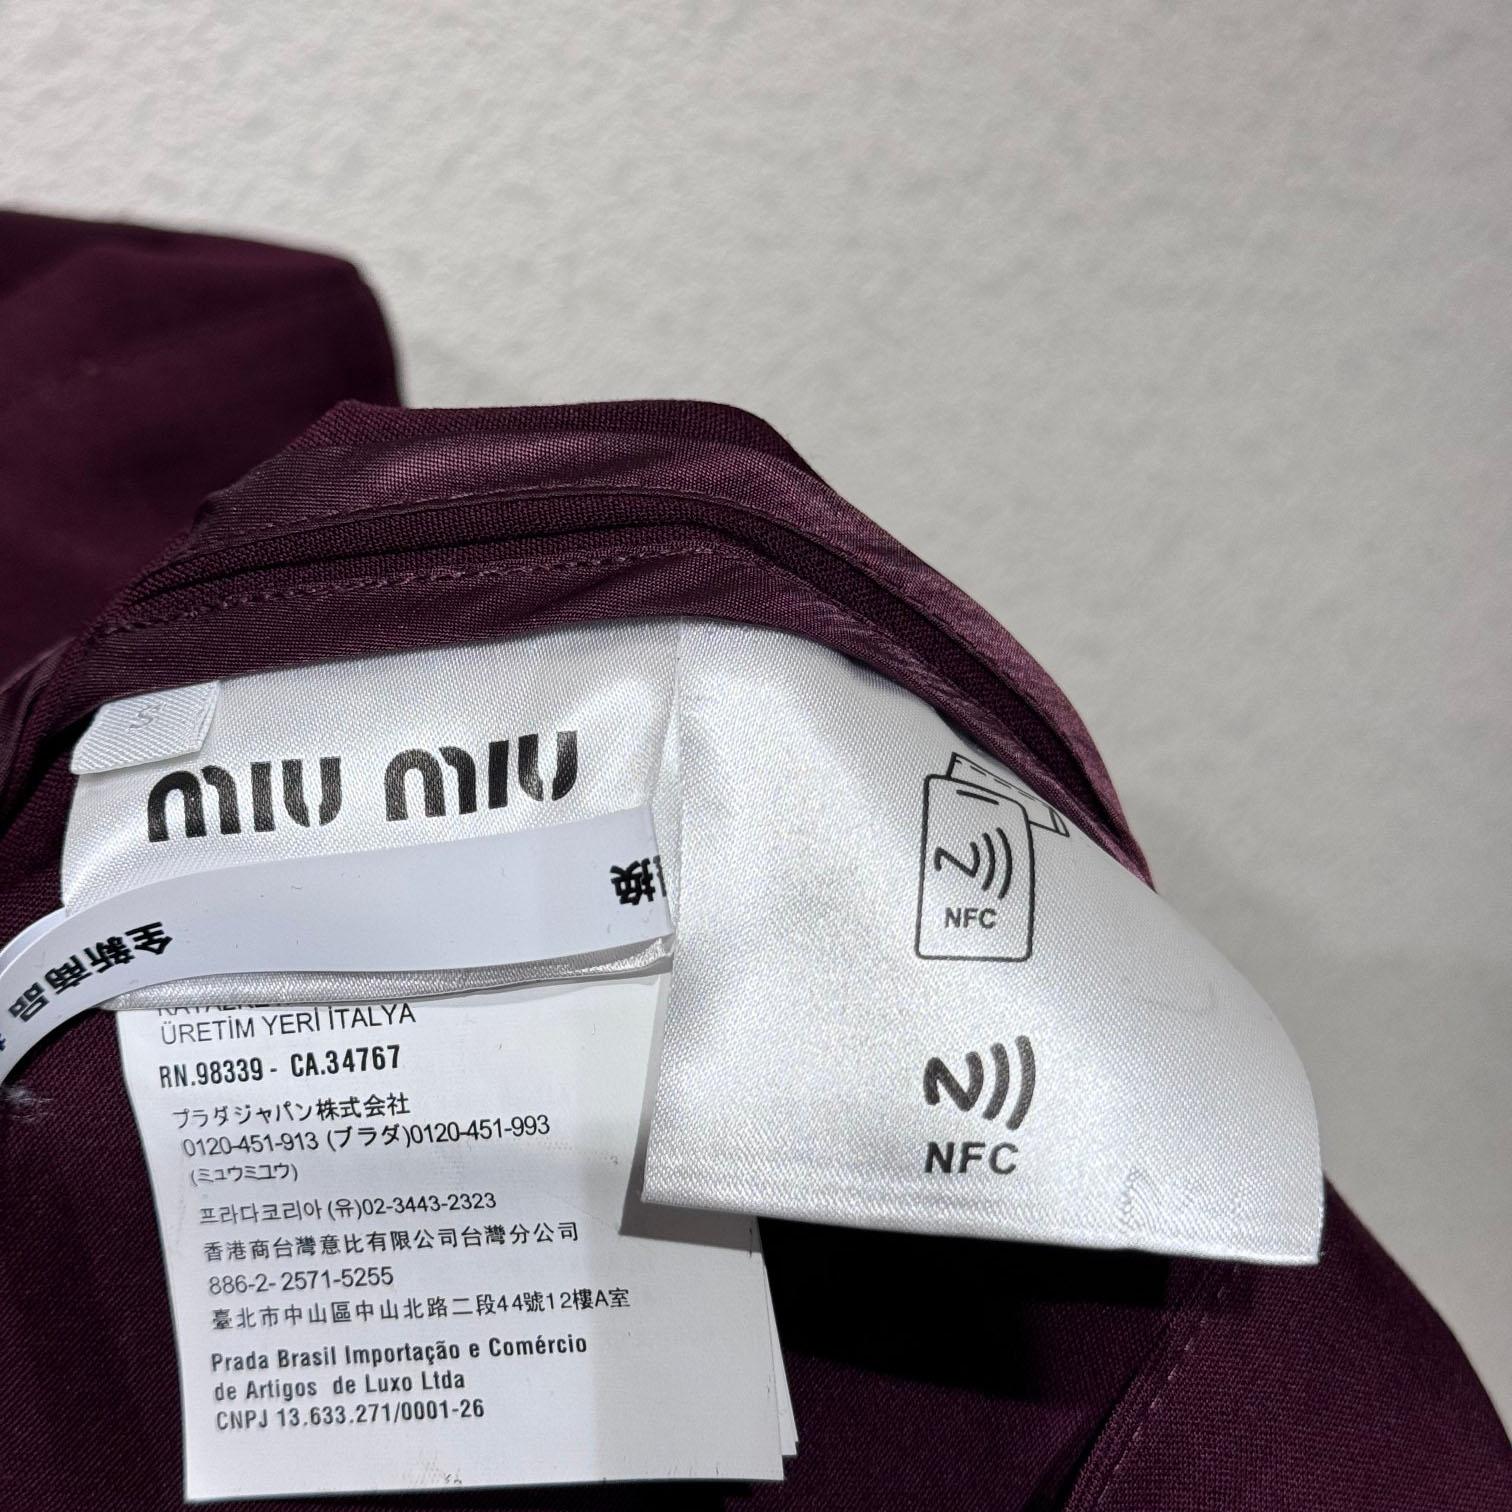 S
miu miu
全新商品
換
ÜRETİM YERİ İTALYA
RN.98339 - CA.34767
プラダジャパン株式会社
0120-451-913 (プラダ)0120-451-993
(ミュウミュウ)
프라다코리아 (유)02-3443-2323
香港商台灣意比有限公司台灣分公司
886-2- 2571-5255
臺北市中山區中山北路二段44號12樓A室
Prada Brasil Importação e Comércio
de Artigos de Luxo Ltda
CNPJ 13.633.271/0001-26
NFC
NFC